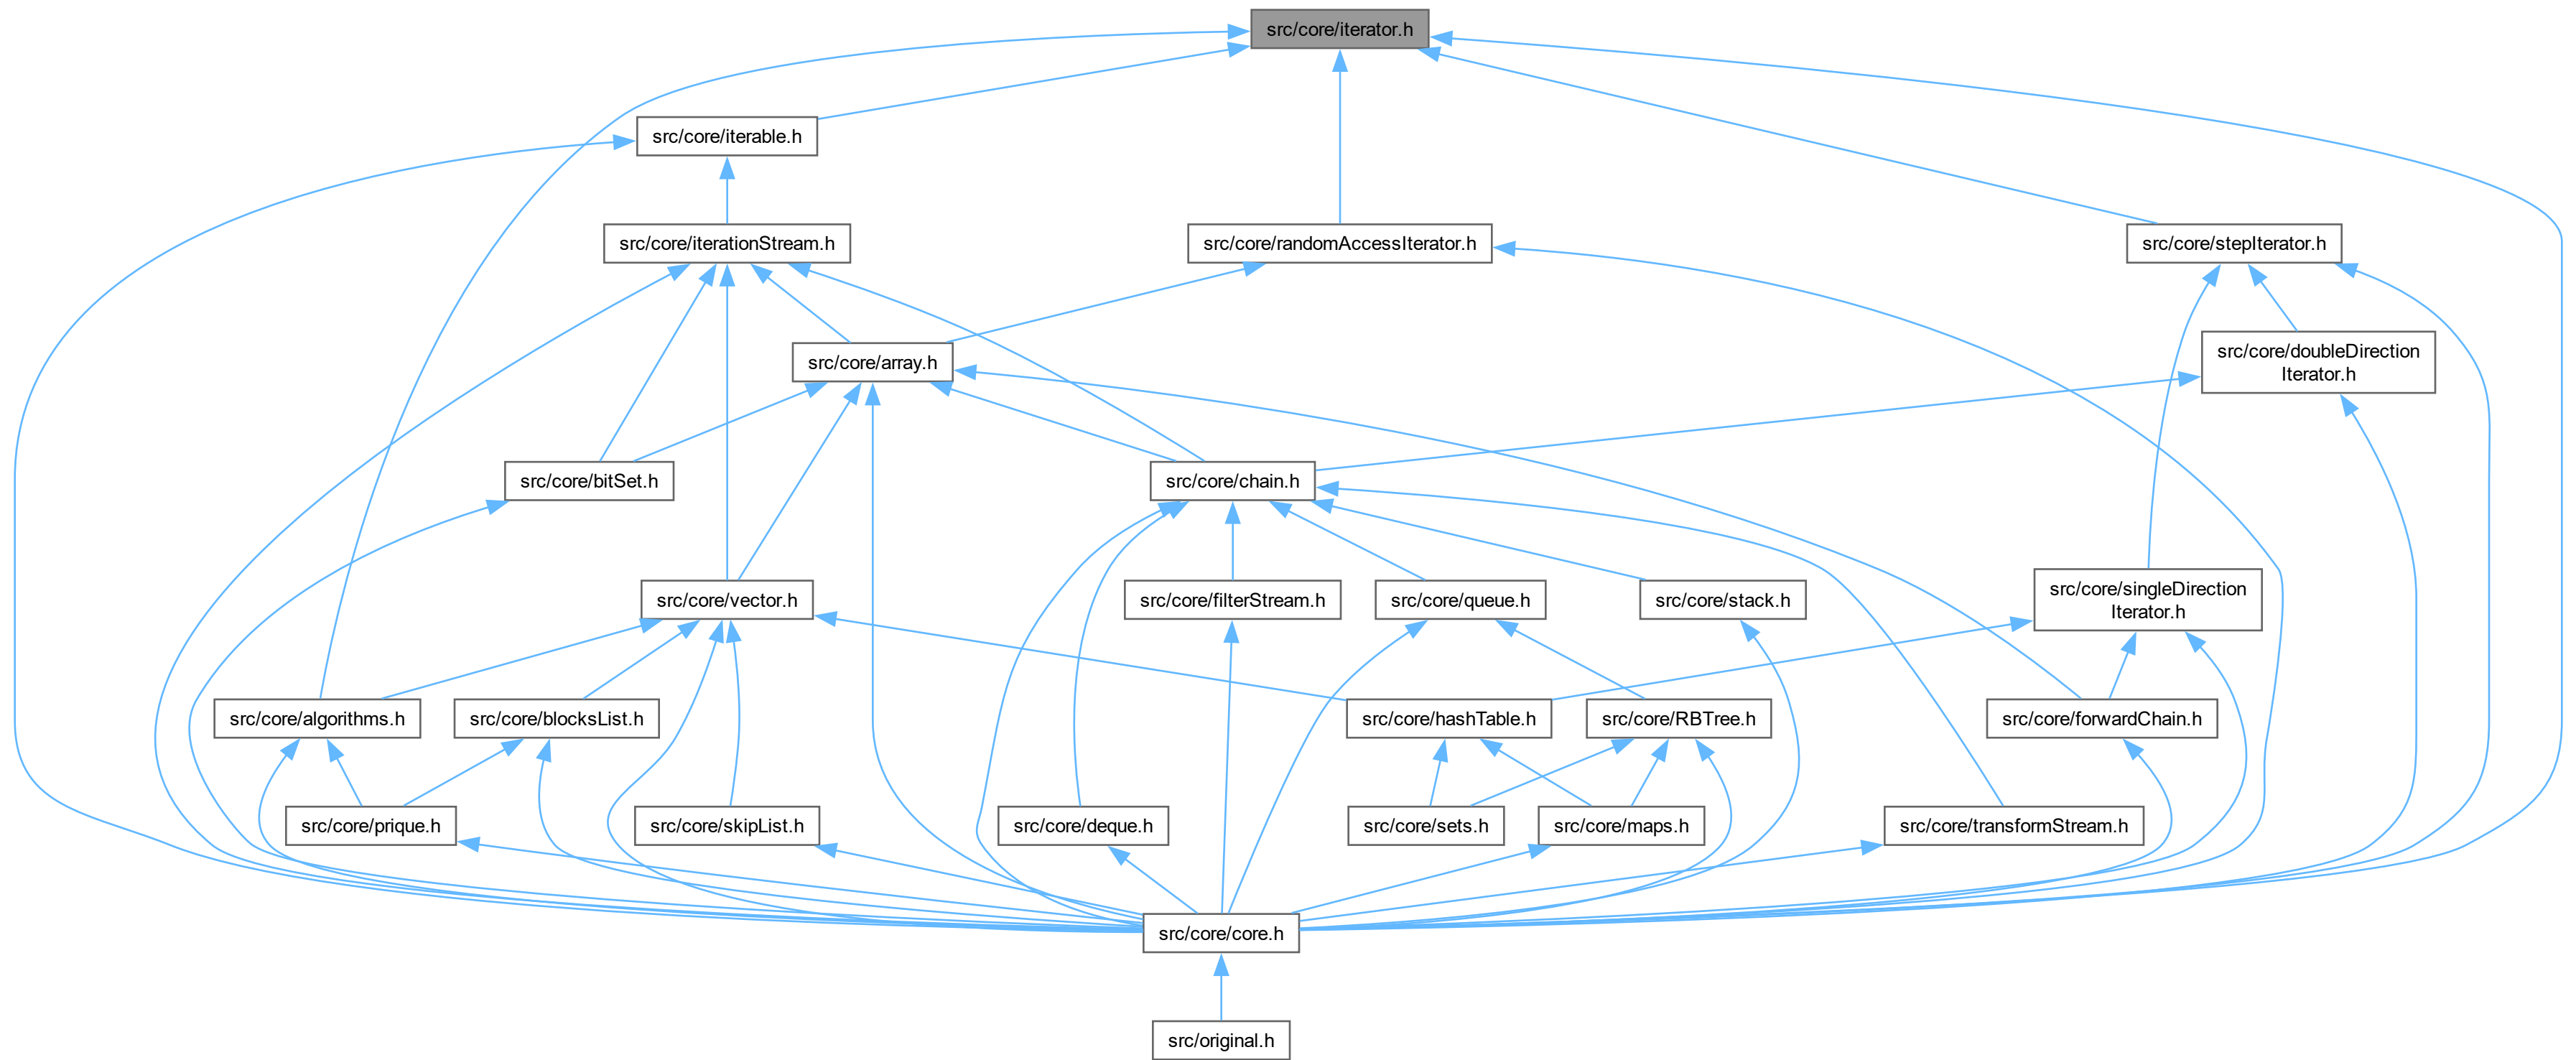 src/core/iterator.h
src/core/iterable.h
src/core/iterationStream.h
src/core/randomAccessIterator.h
src/core/stepIterator.h
src/core/array.h
src/core/doubleDirection
Iterator.h
src/core/bitSet.h
src/core/chain.h
src/core/vector.h
src/core/filterStream.h
src/core/queue.h
src/core/stack.h
src/core/singleDirection
Iterator.h
src/core/algorithms.h
src/core/blocksList.h
src/core/hashTable.h
src/core/RBTree.h
src/core/forwardChain.h
src/core/prique.h
src/core/skipList.h
src/core/deque.h
src/core/sets.h
src/core/maps.h
src/core/transformStream.h
src/core/core.h
src/original.h